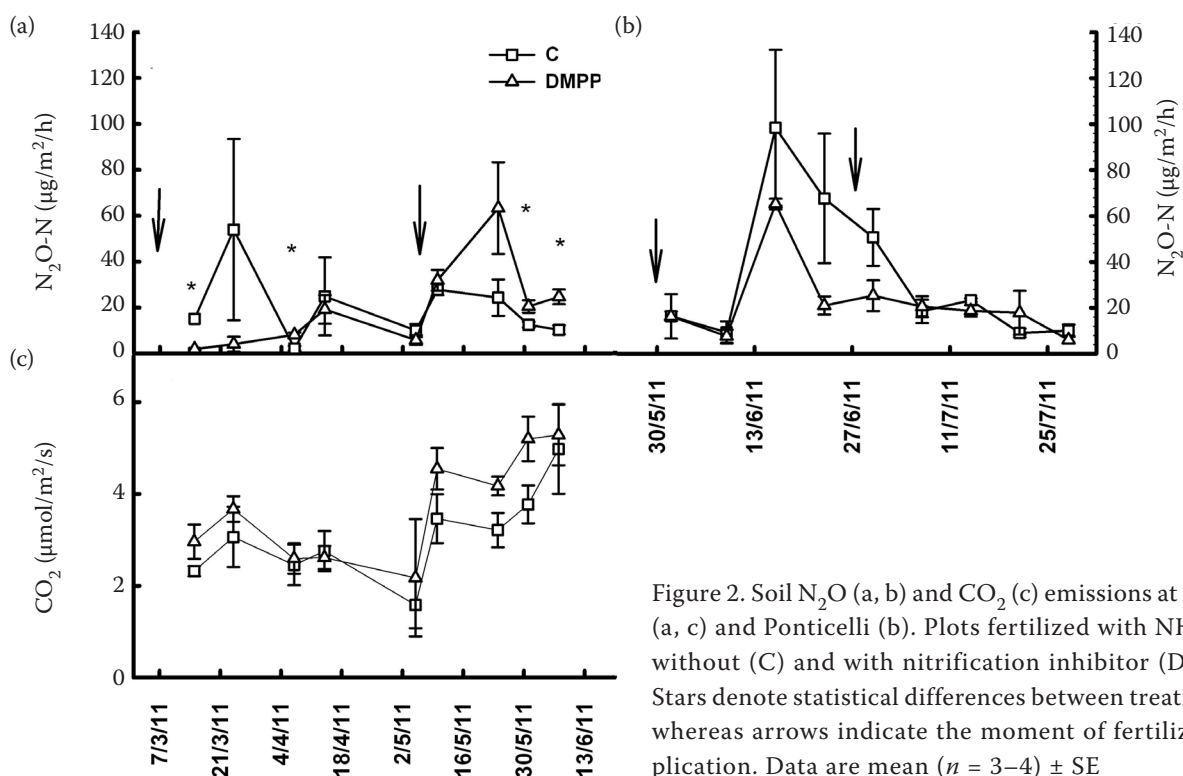 (a)
140
120
100
80
60
40
20
0
N₂O-N (µg/m²/h)
C
DMPP
*
*
*
*
(b)
140
120
100
80
60
40
20
0
N₂O-N (µg/m²/h)
30/5/11
13/6/11
27/6/11
11/7/11
25/7/11
(c)
6
4
2
0
CO₂ (µmol/m²/s)
7/3/11
21/3/11
4/4/11
18/4/11
2/5/11
16/5/11
30/5/11
13/6/11
Figure 2. Soil N₂O (a, b) and CO₂ (c) emissions at
(a, c) and Ponticelli (b). Plots fertilized with NH
without (C) and with nitrification inhibitor (D
Stars denote statistical differences between treat
whereas arrows indicate the moment of fertiliz
plication. Data are mean (n = 3–4) ± SE